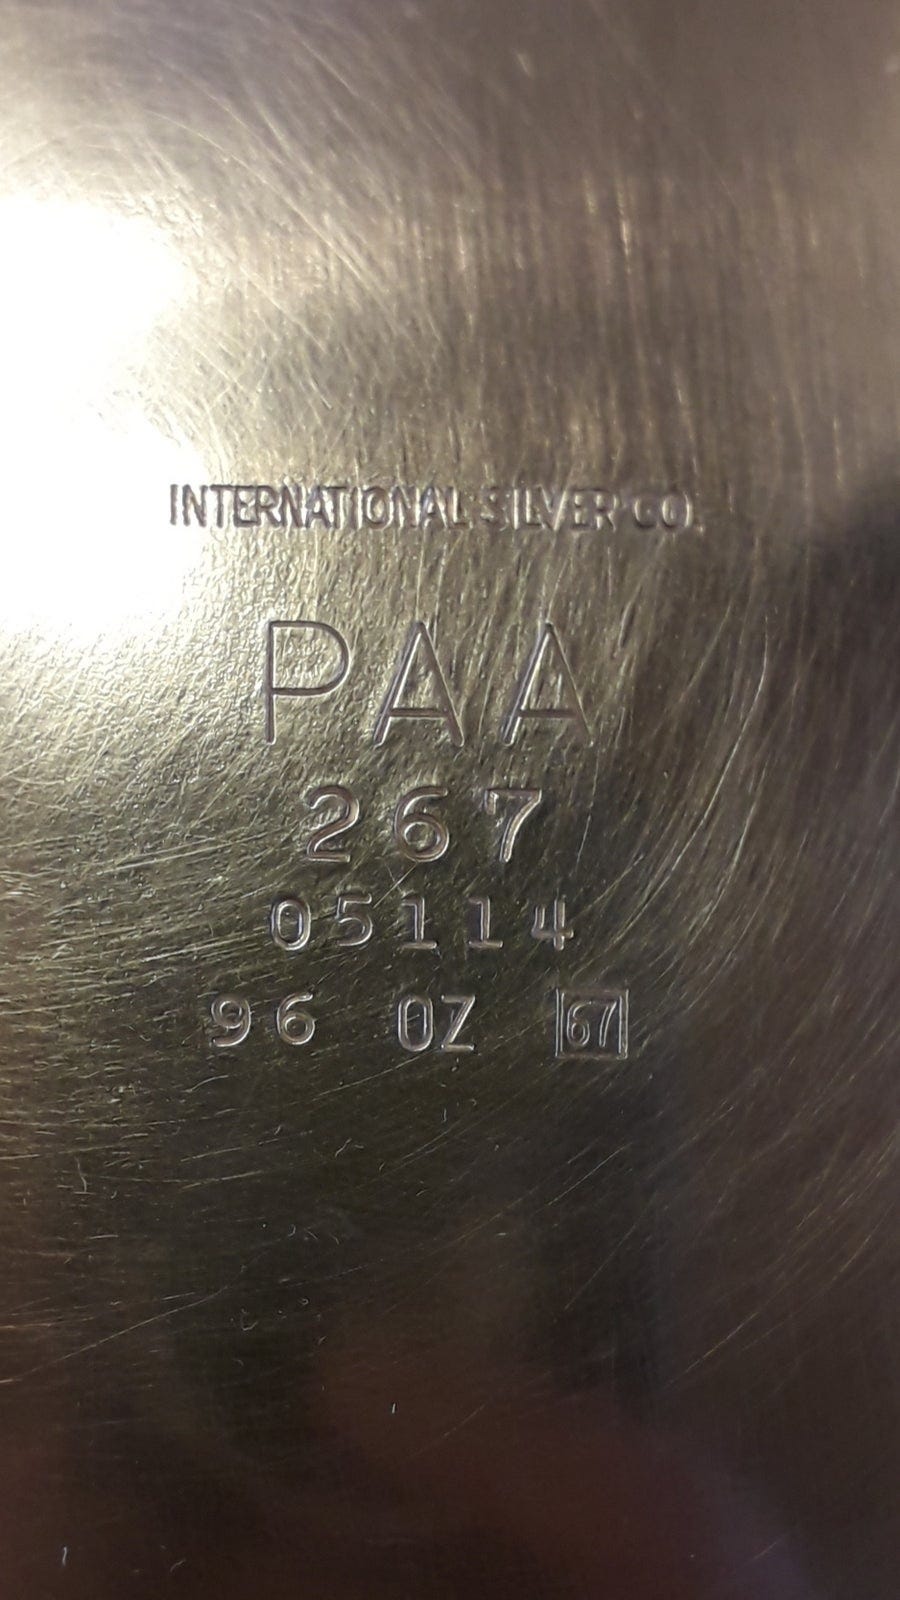 INTERNATIONAL SILVER CO.
PAA
267
05114
96 OZ 67